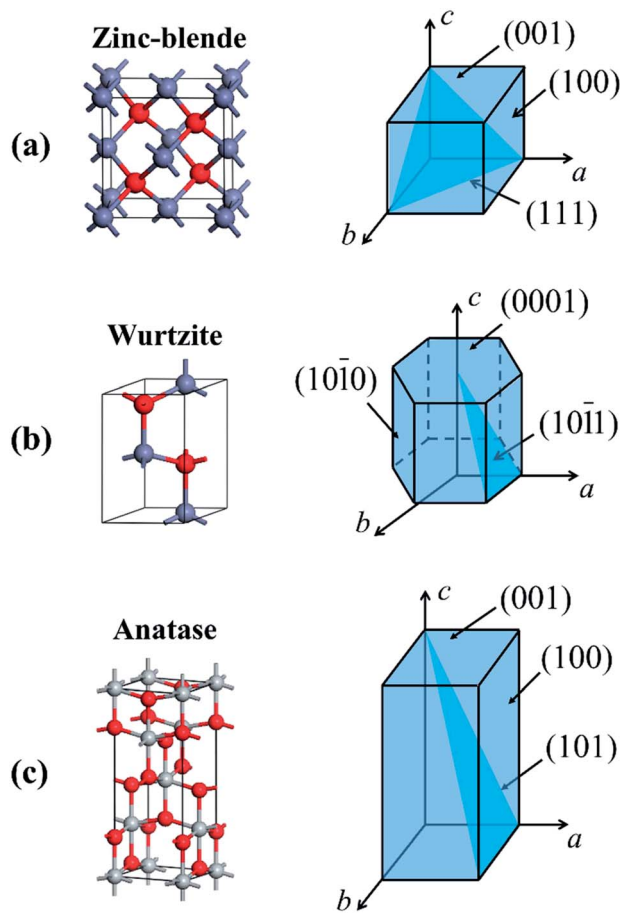 Zinc-blende
(a)
c
(001)
(100)
a
(111)
b
Wurtzite
(b)
c
(0001)
(101̄0)
(101̄1)
a
b
Anatase
(c)
c
(001)
(100)
(101)
a
b